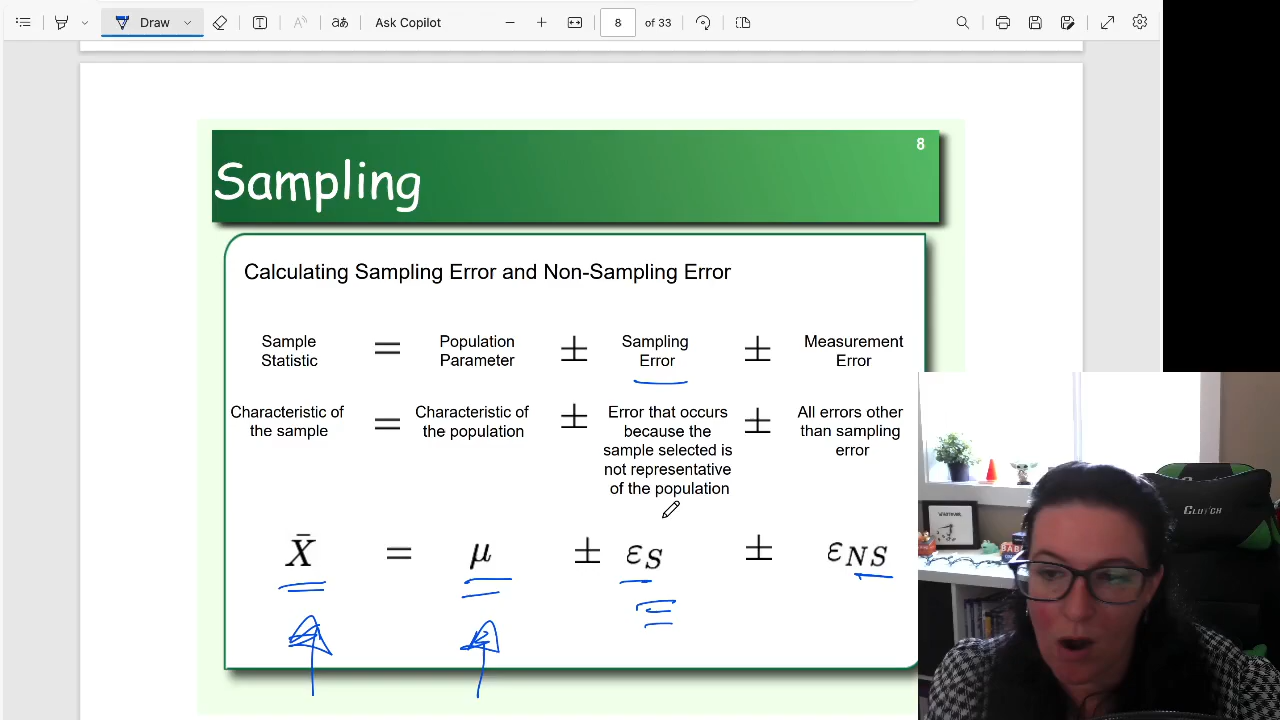 Draw
Ask Copilot
8 of 33
8
Sampling
Calculating Sampling Error and Non-Sampling Error
Sample Statistic = Population Parameter ± Sampling Error ± Measurement Error
Characteristic of the sample = Characteristic of the population ± Error that occurs because the sample selected is not representative of the population ± All errors other than sampling error
X̄ = μ ± εS ± εNS
CLUTCH